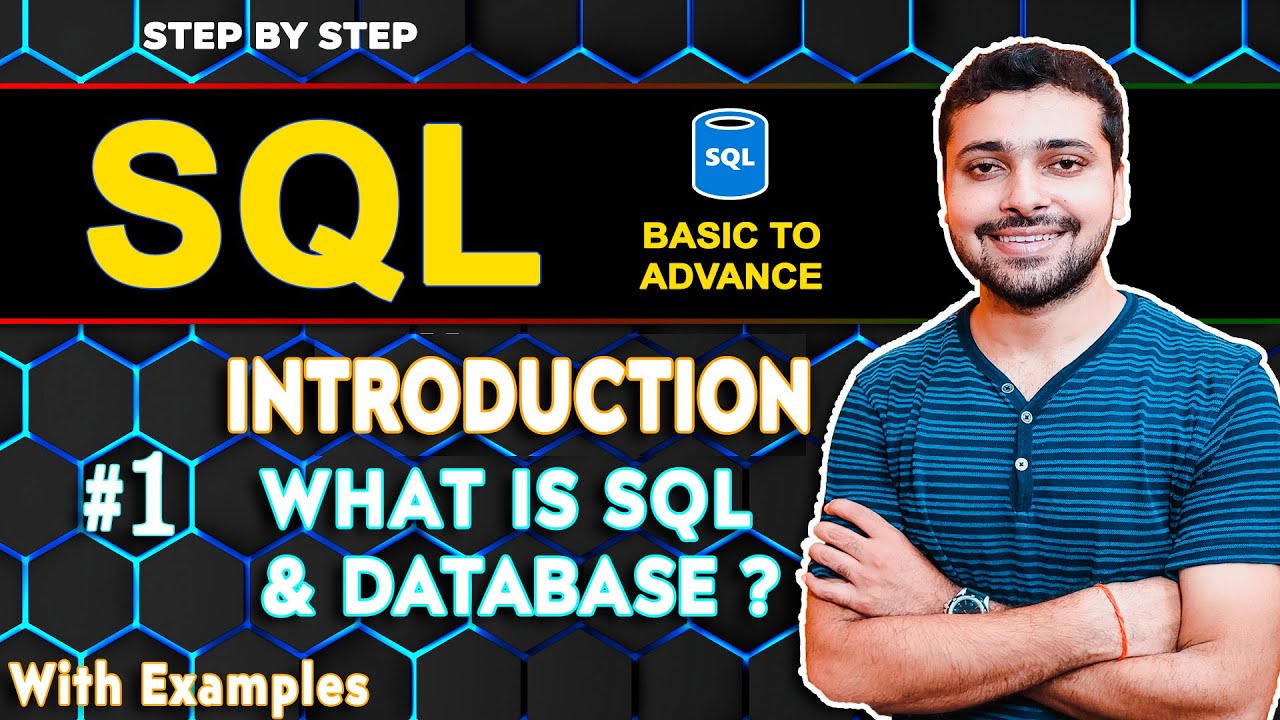 STEP BY STEP
SQL
SQL
BASIC TO
ADVANCE
INTRODUCTION
#1
WHAT IS SQL
& DATABASE ?
With Examples